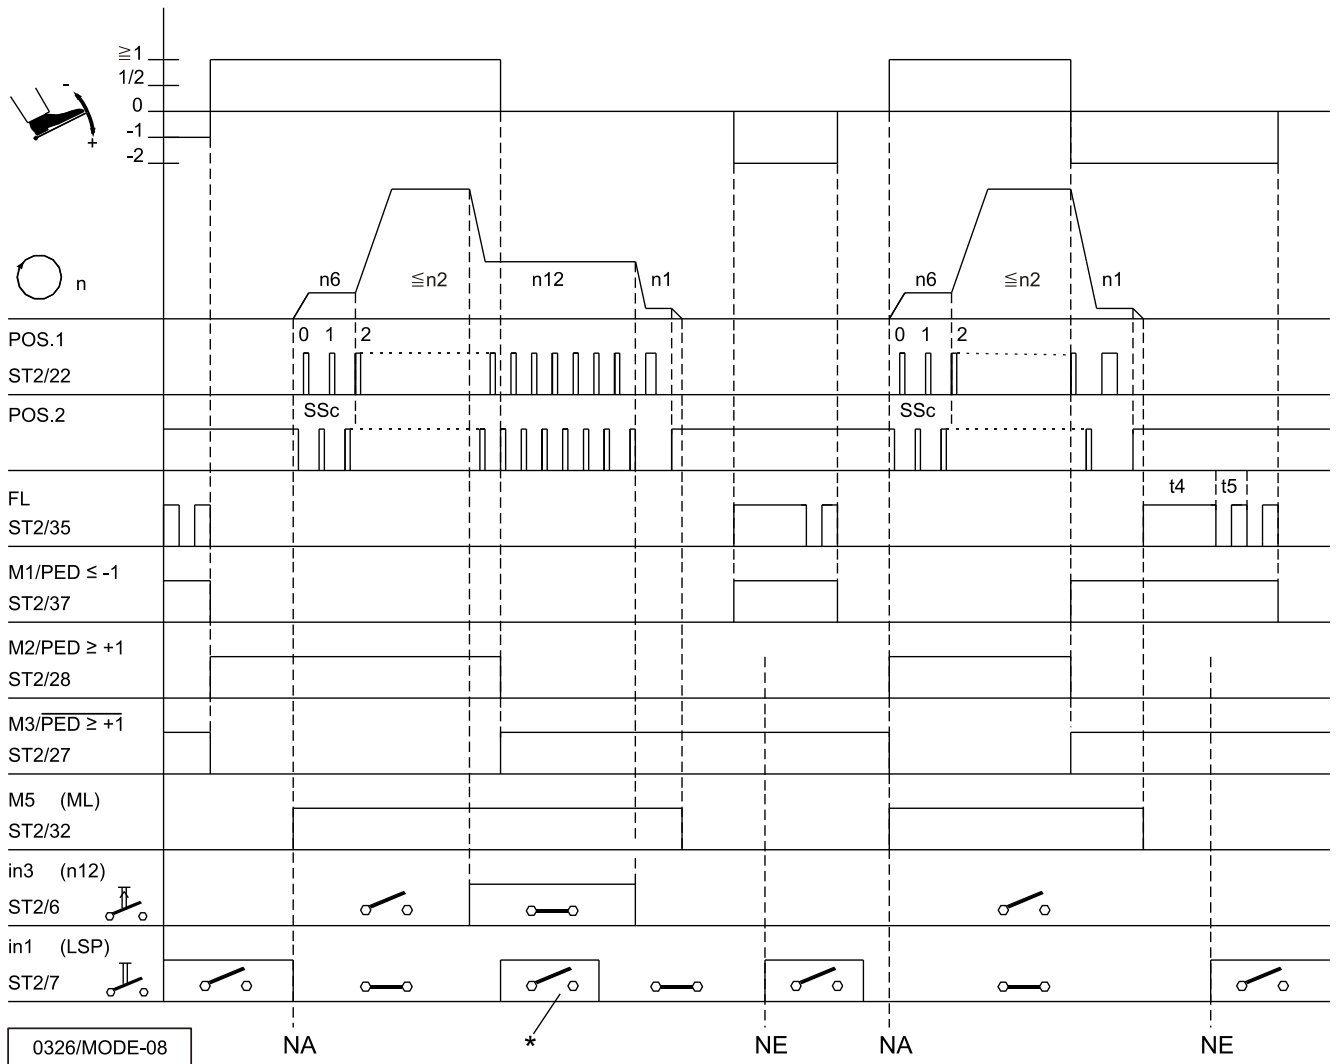 ≧1
1/2
0
-1
-2
-
+
n
n6
≦n2
n12
n1
n6
≦n2
n1
POS.1
ST2/22
0 1 2
0 1 2
POS.2
SSc
SSc
FL
ST2/35
t4 t5
M1/PED ≤ -1
ST2/37
M2/PED ≥ +1
ST2/28
M3/PED ≥ +1
ST2/27
M5 (ML)
ST2/32
in3 (n12)
ST2/6
in1 (LSP)
ST2/7
0326/MODE-08
NA
*
NE
NA
NE